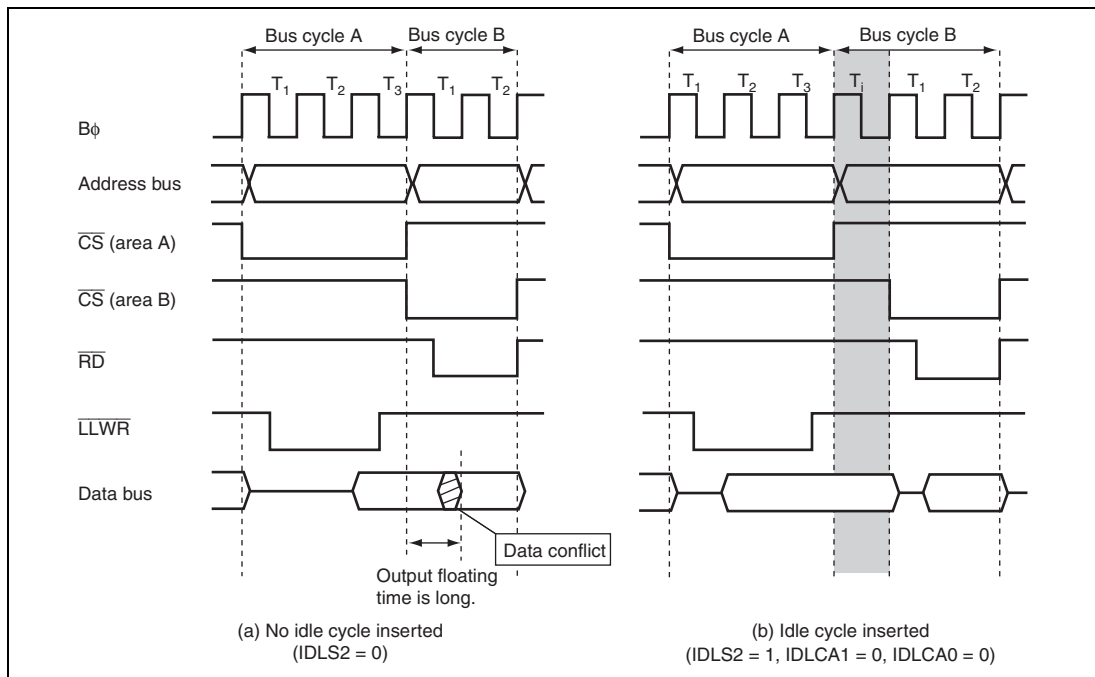 Bus cycle A Bus cycle B
T1 T2 T3 T1 T2
Bϕ
Address bus
CS (area A)
CS (area B)
RD
LLWR
Data bus
Data conflict
Output floating
time is long.
(a) No idle cycle inserted
(IDLS2 = 0)
Bus cycle A Bus cycle B
T1 T2 T3 Ti T1 T2
(b) Idle cycle inserted
(IDLS2 = 1, IDLCA1 = 0, IDLCA0 = 0)